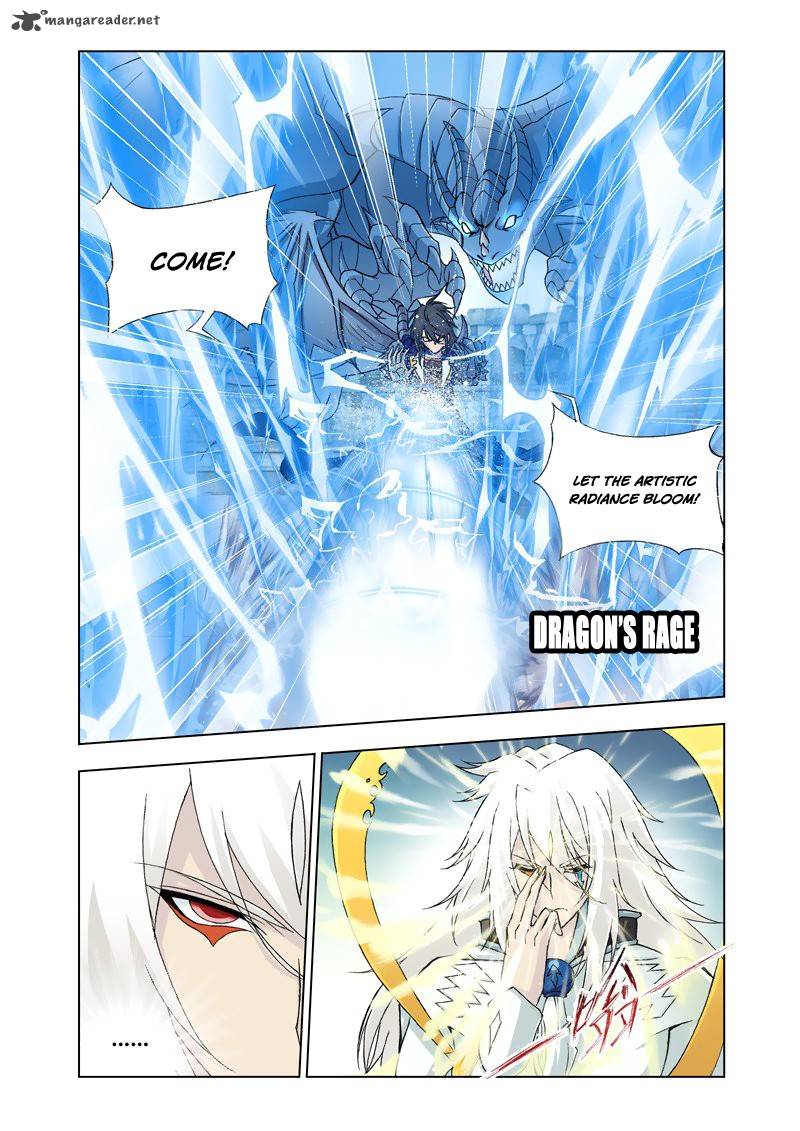 mangareader.net
COME!
LET THE ARTISTIC
RADIANCE BLOOM!
DRAGON'S RAGE
......